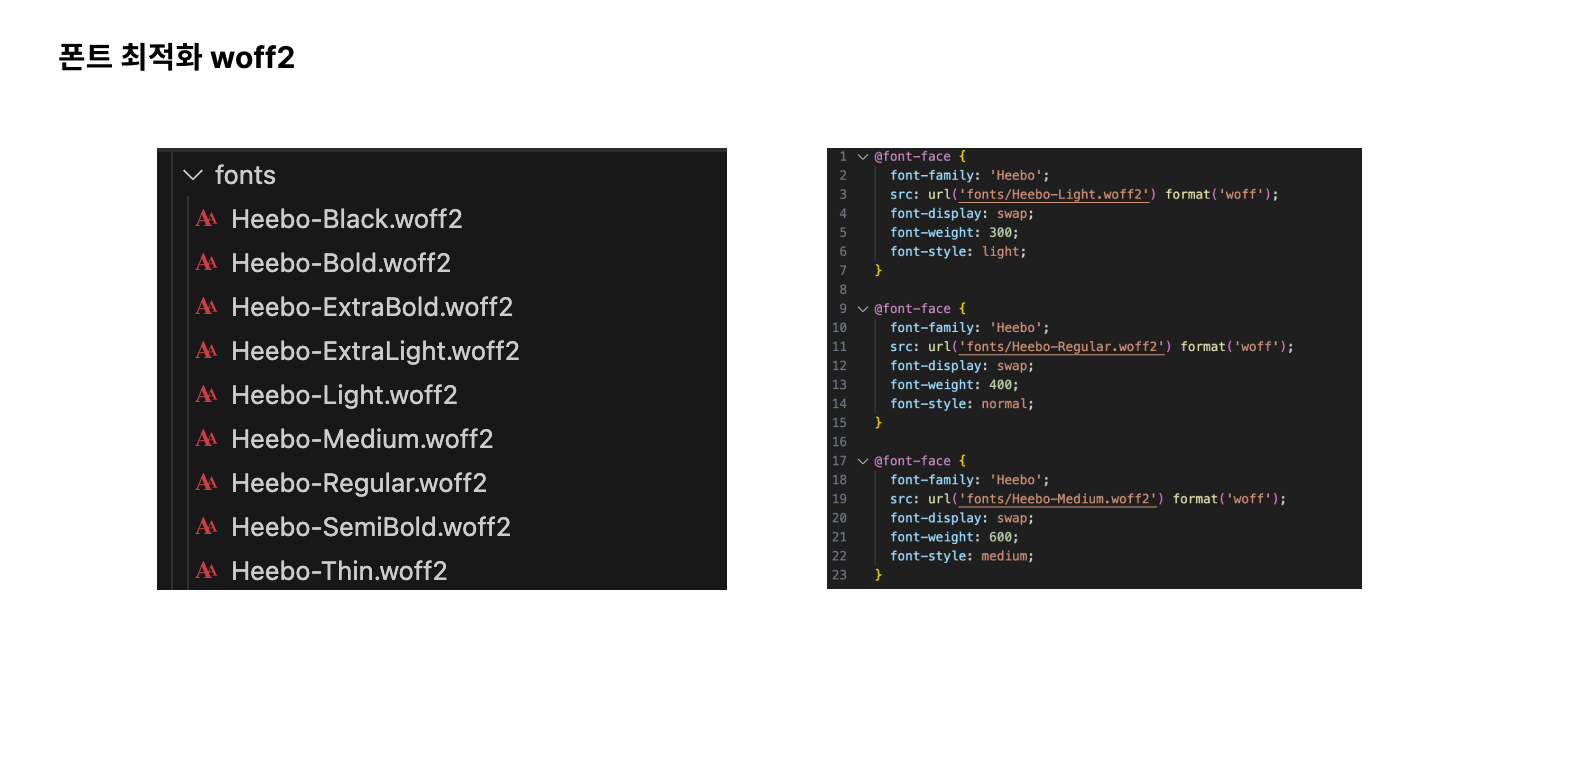 폰트 최적화 woff2
fonts
Heebo-Black.woff2
Heebo-Bold.woff2
Heebo-ExtraBold.woff2
Heebo-ExtraLight.woff2
Heebo-Light.woff2
Heebo-Medium.woff2
Heebo-Regular.woff2
Heebo-SemiBold.woff2
Heebo-Thin.woff2
1 @font-face {
2 font-family: 'Heebo';
3 src: url('fonts/Heebo-Light.woff2') format('woff');
4 font-display: swap;
5 font-weight: 300;
6 font-style: light;
7 }
8
9 @font-face {
10 font-family: 'Heebo';
11 src: url('fonts/Heebo-Regular.woff2') format('woff');
12 font-display: swap;
13 font-weight: 400;
14 font-style: normal;
15 }
16
17 @font-face {
18 font-family: 'Heebo';
19 src: url('fonts/Heebo-Medium.woff2') format('woff');
20 font-display: swap;
21 font-weight: 600;
22 font-style: medium;
23 }